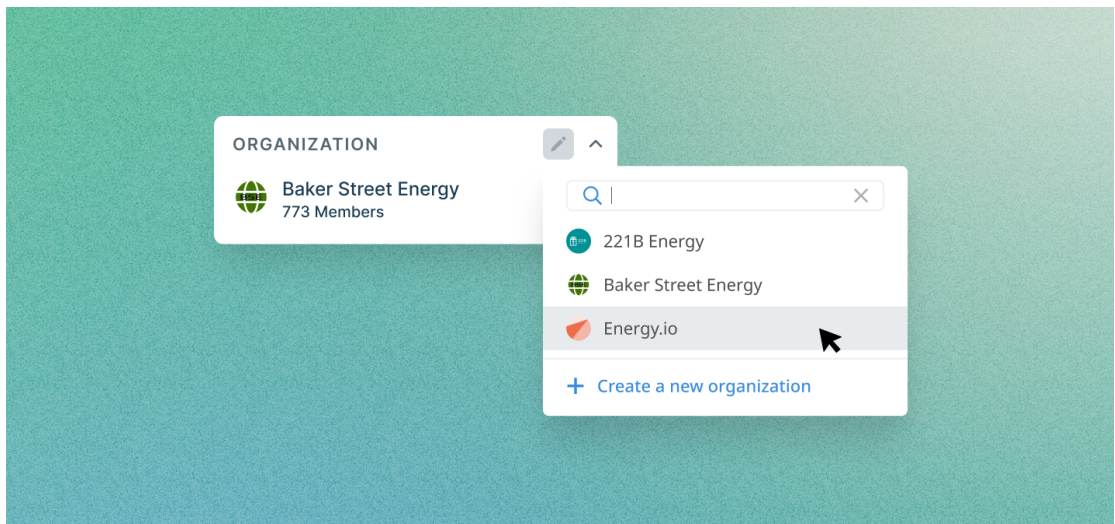 ORGANIZATION
Baker Street Energy
773 Members
221B Energy
Baker Street Energy
Energy.io
Create a new organization